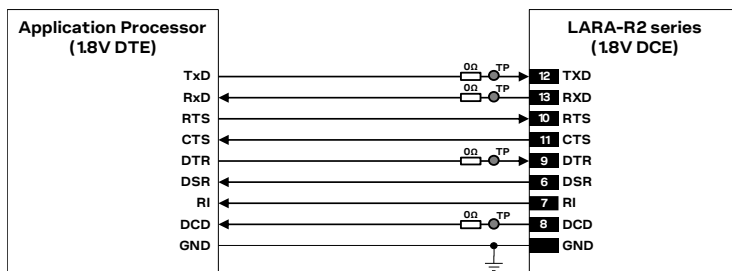 Application Processor
(1.8V DTE)
LARA-R2 series
(1.8V DCE)
TxD 0Ω TP 12 TXD
RxD 0Ω TP 13 RXD
RTS 10 RTS
CTS 11 CTS
DTR 0Ω TP 9 DTR
DSR 6 DSR
RI 7 RI
DCD 0Ω TP 8 DCD
GND GND